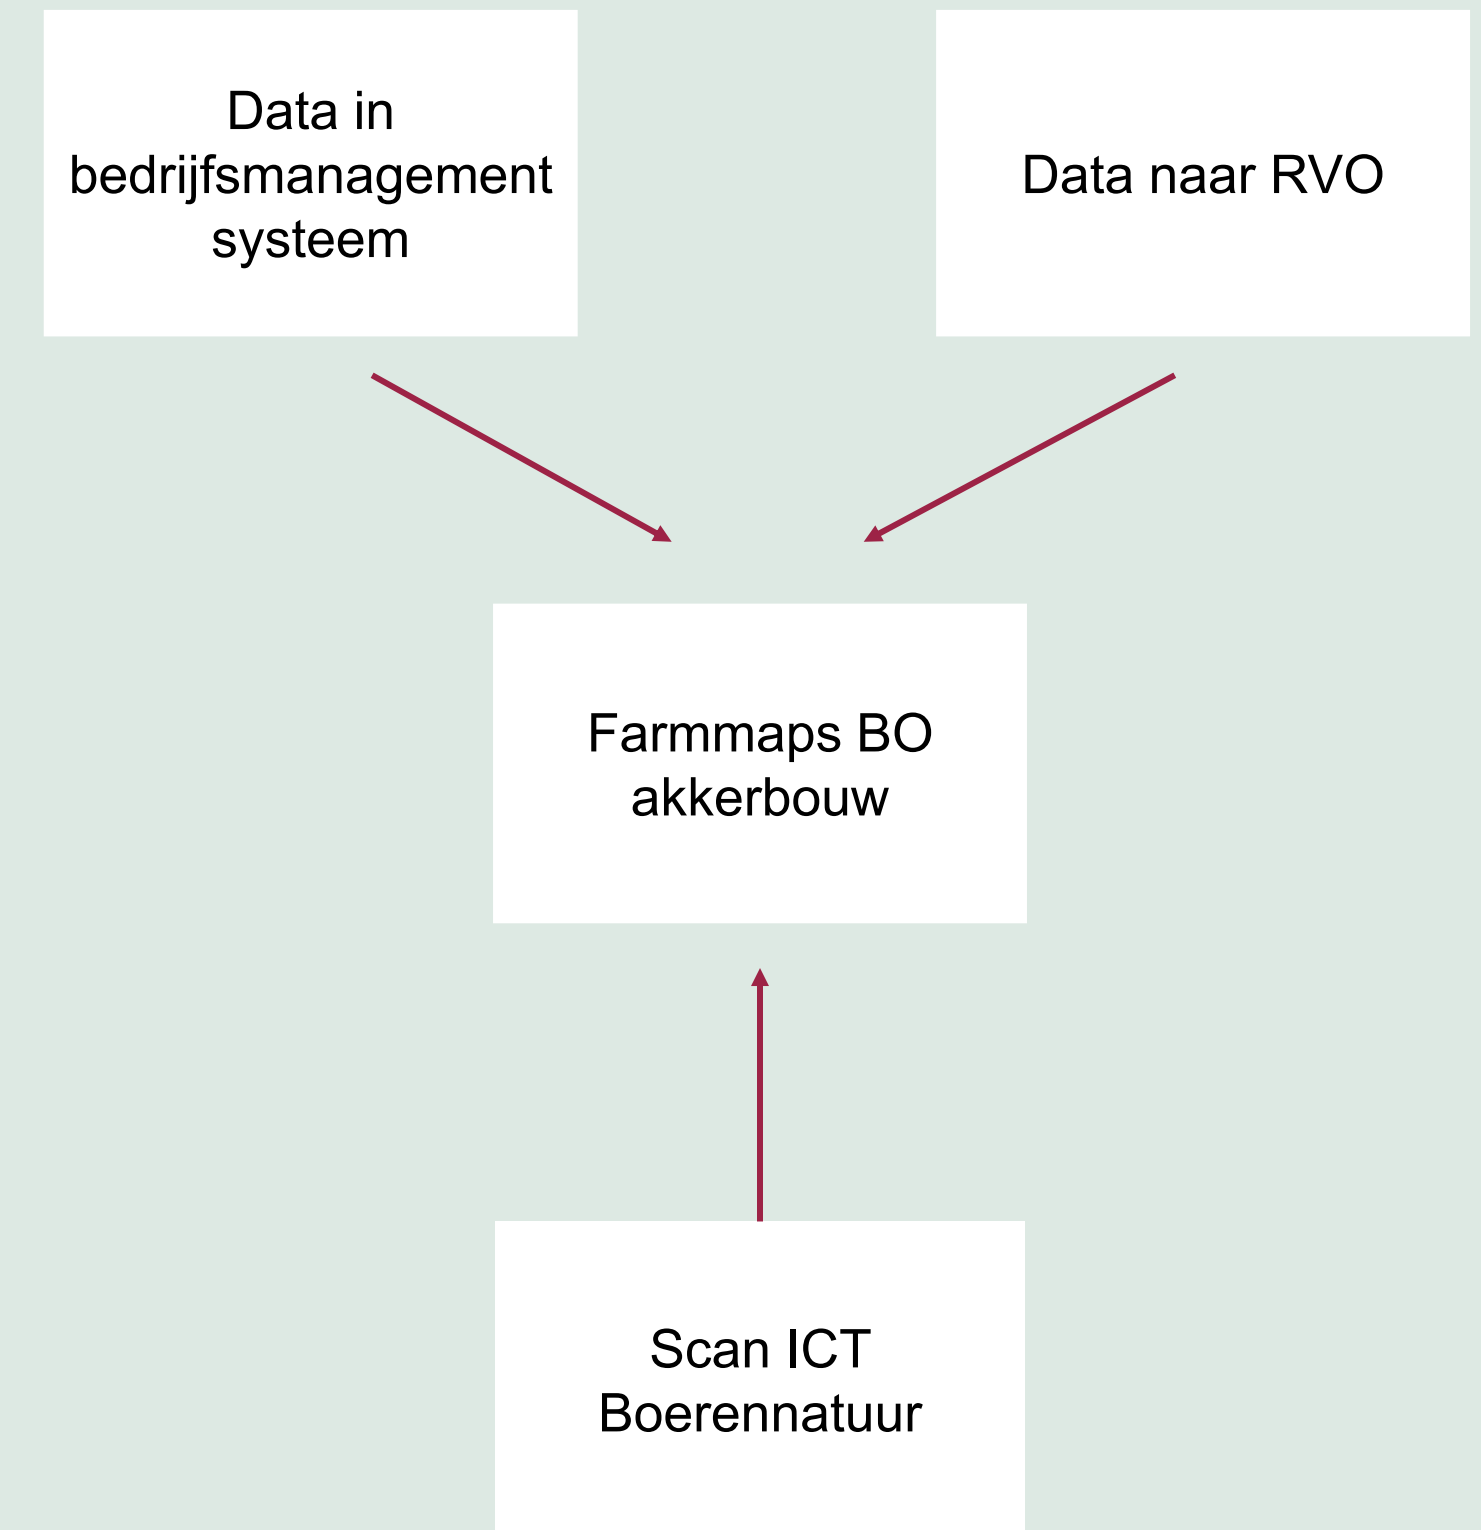 Data in
bedrijfsmanagement
systeem
Data naar RVO
Farmmaps BO
akkerbouw
Scan ICT
Boerennatuur